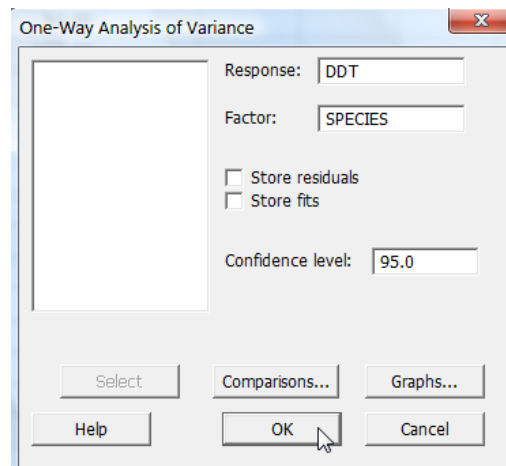 One-Way Analysis of Variance
X
Response: DDT
Factor: SPECIES
Store residuals
Store fits
Confidence level: 95.0
Select Comparisons... Graphs...
Help OK Cancel